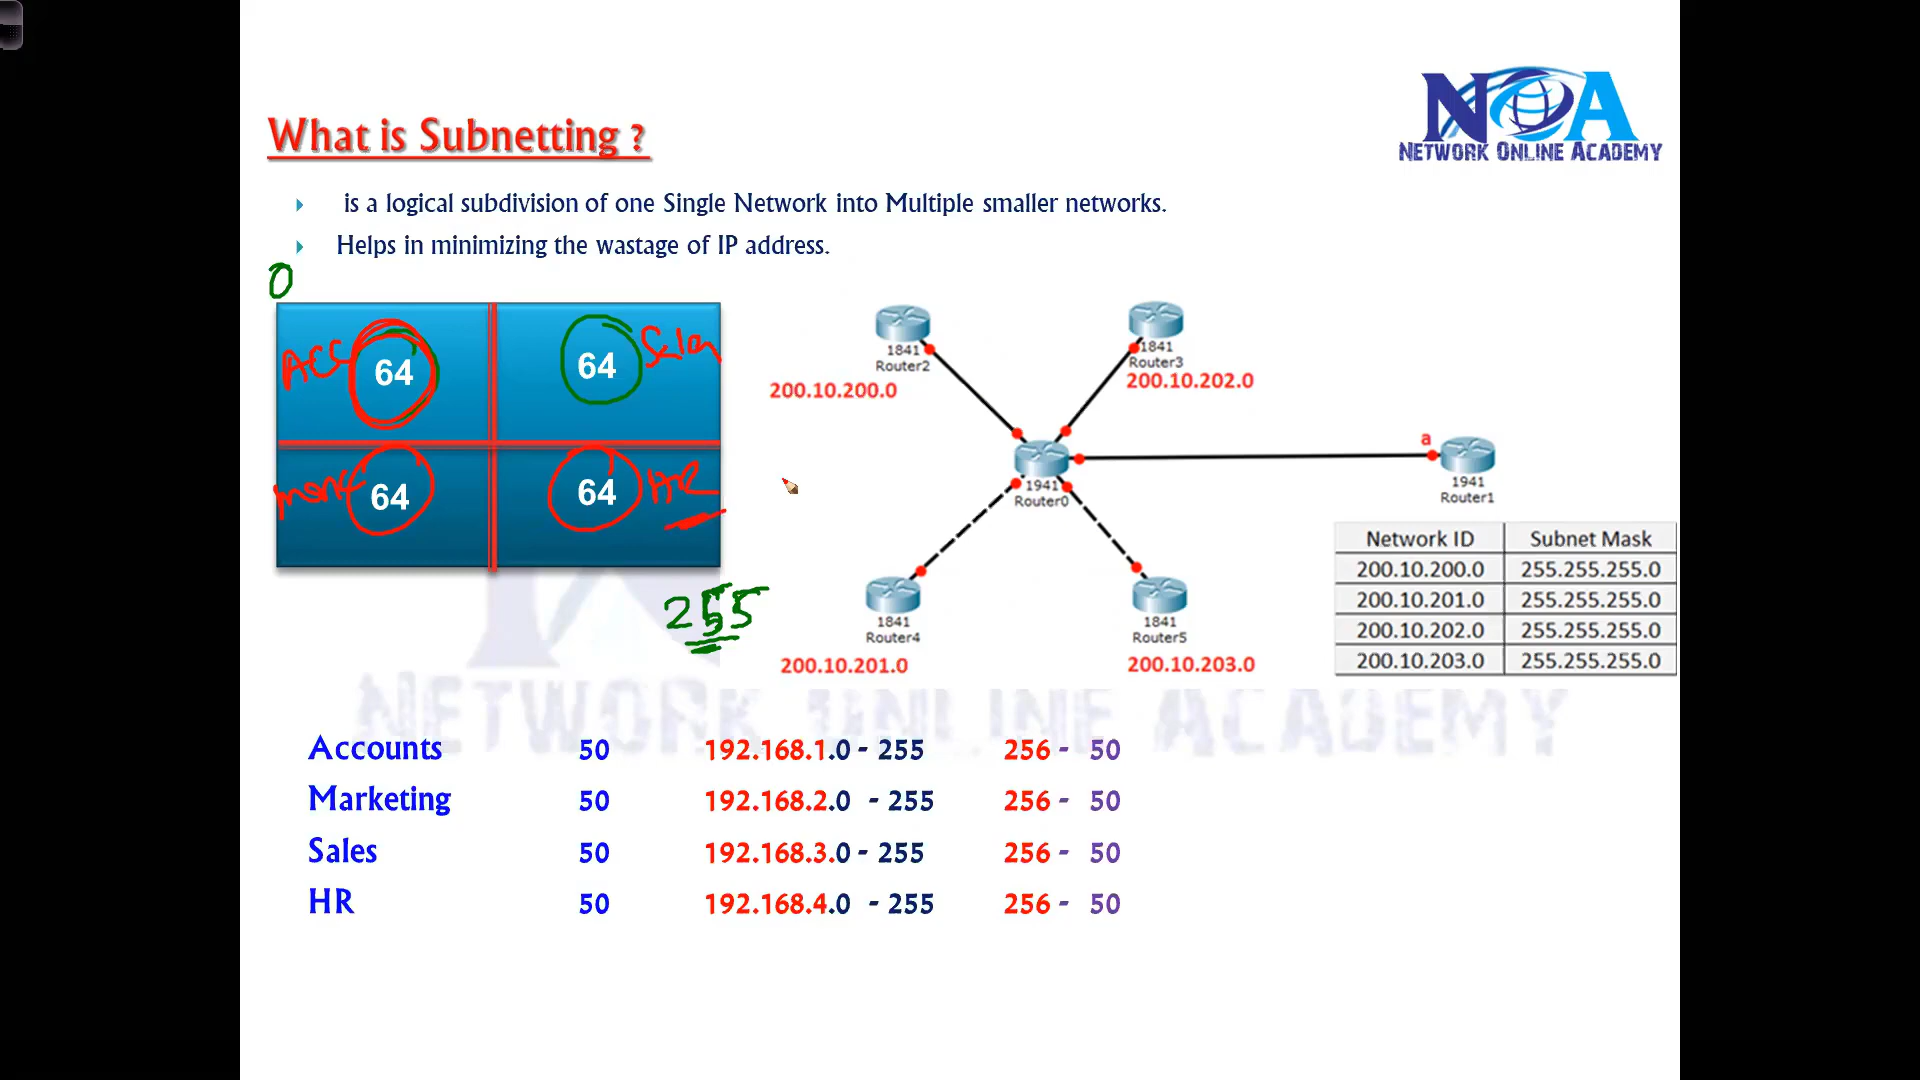 NOA
NETWORK ONLINE ACADEMY
What is Subnetting ?
is a logical subdivision of one Single Network into Multiple smaller networks.
Helps in minimizing the wastage of IP address.
0
ACC 64
64
64
64 HR
255
1841
Router2
200.10.200.0
1841
Router3
200.10.202.0
1941
Router0
a
1941
Router1
1841
Router4
200.10.201.0
1841
Router5
200.10.203.0
Network ID Subnet Mask
200.10.200.0 255.255.255.0
200.10.201.0 255.255.255.0
200.10.202.0 255.255.255.0
200.10.203.0 255.255.255.0
NETWORK ONLINE ACADEMY
Accounts 50 192.168.1.0 - 255 256 - 50
Marketing 50 192.168.2.0 - 255 256 - 50
Sales 50 192.168.3.0 - 255 256 - 50
HR 50 192.168.4.0 - 255 256 - 50